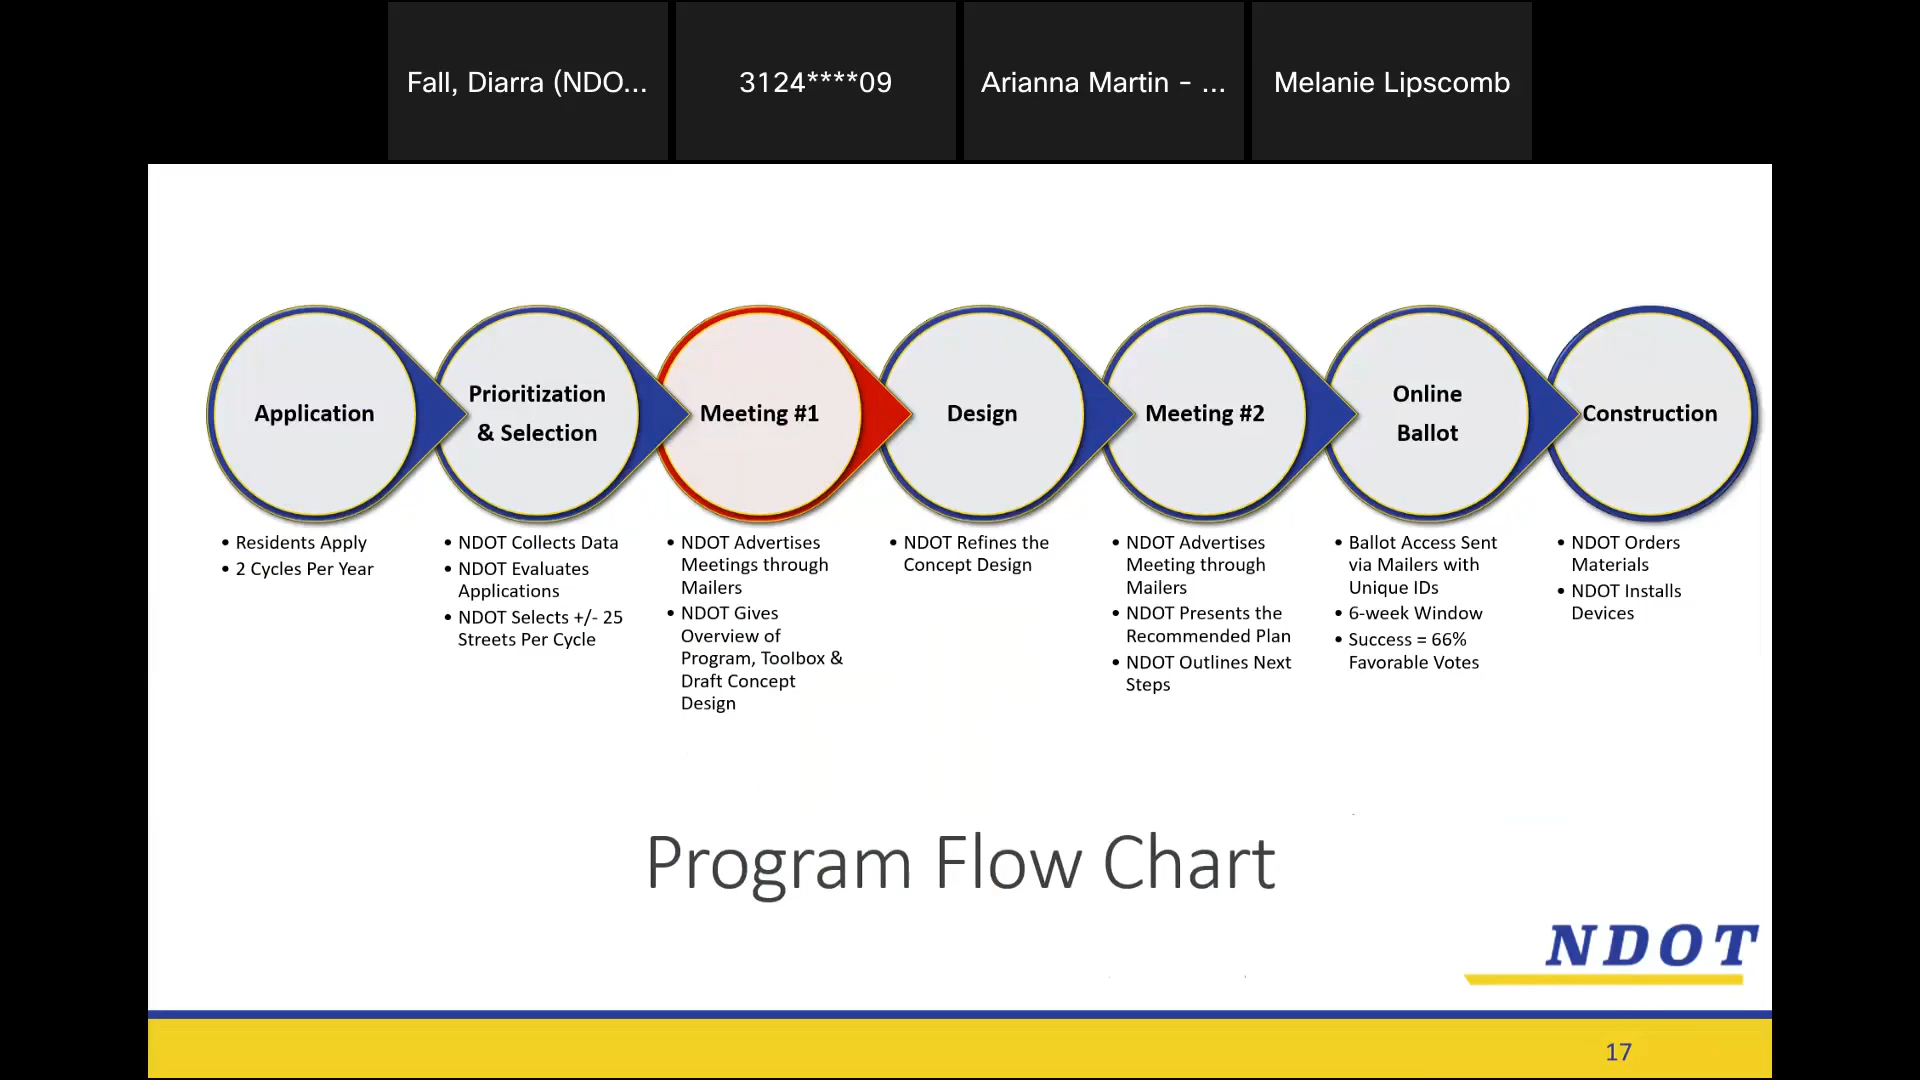 Fall, Diarra (NDO...
3124****09
Arianna Martin - ...
Melanie Lipscomb
Application
• Residents Apply
• 2 Cycles Per Year
Prioritization
& Selection
• NDOT Collects Data
• NDOT Evaluates
Applications
• NDOT Selects +/- 25
Streets Per Cycle
Meeting #1
• NDOT Advertises
Meetings through
Mailers
• NDOT Gives
Overview of
Program, Toolbox &
Draft Concept
Design
Design
• NDOT Refines the
Concept Design
Meeting #2
• NDOT Advertises
Meeting through
Mailers
• NDOT Presents the
Recommended Plan
• NDOT Outlines Next
Steps
Online
Ballot
• Ballot Access Sent
via Mailers with
Unique IDs
• 6-week Window
• Success = 66%
Favorable Votes
Construction
• NDOT Orders
Materials
• NDOT Installs
Devices
Program Flow Chart
NDOT
17